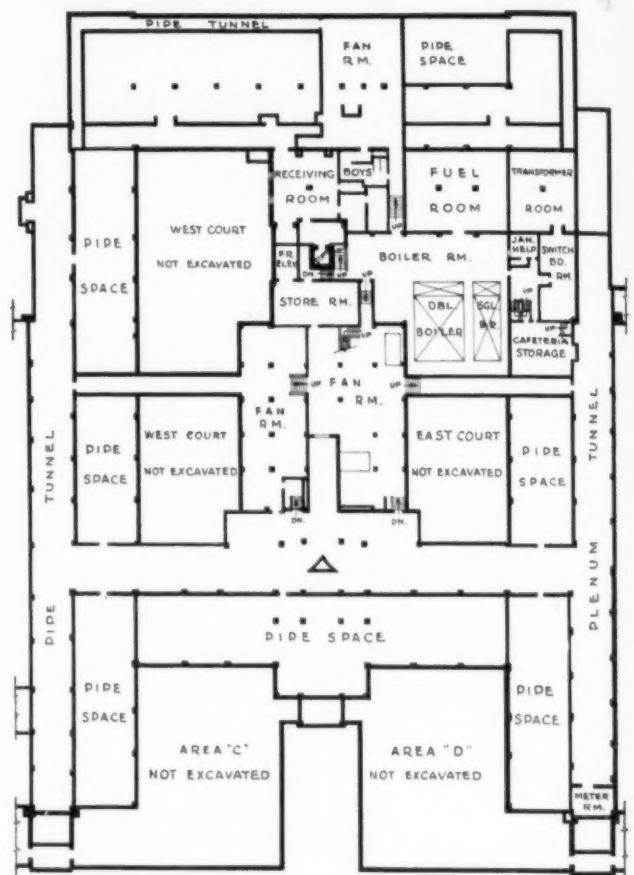 PIPE TUNNEL
FAN
RM.
PIPE
SPACE
RECEIVING
ROOM
BOYS
FUEL
ROOM
TRANSFORMER
ROOM
WEST COURT
NOT EXCAVATED
PIPE
SPACE
UP
BOILER RM.
JAN.
HELP
SWITCH
BD.
RM.
FR.
ELEV.
DN.
UP
UP
STORE RM.
DBL.
BOILER
SGL.
UP
UP
CAFETERIA
STORAGE
UP
FAN
RM.
UP
FAN
RM.
WEST COURT
NOT EXCAVATED
EAST COURT
NOT EXCAVATED
PIPE
SPACE
PIPE
SPACE
DN.
DN.
PIPE TUNNEL
PLENUM TUNNEL
PIPE SPACE
PIPE
SPACE
PIPE
SPACE
AREA "C"
NOT EXCAVATED
AREA "D"
NOT EXCAVATED
METER
RM.